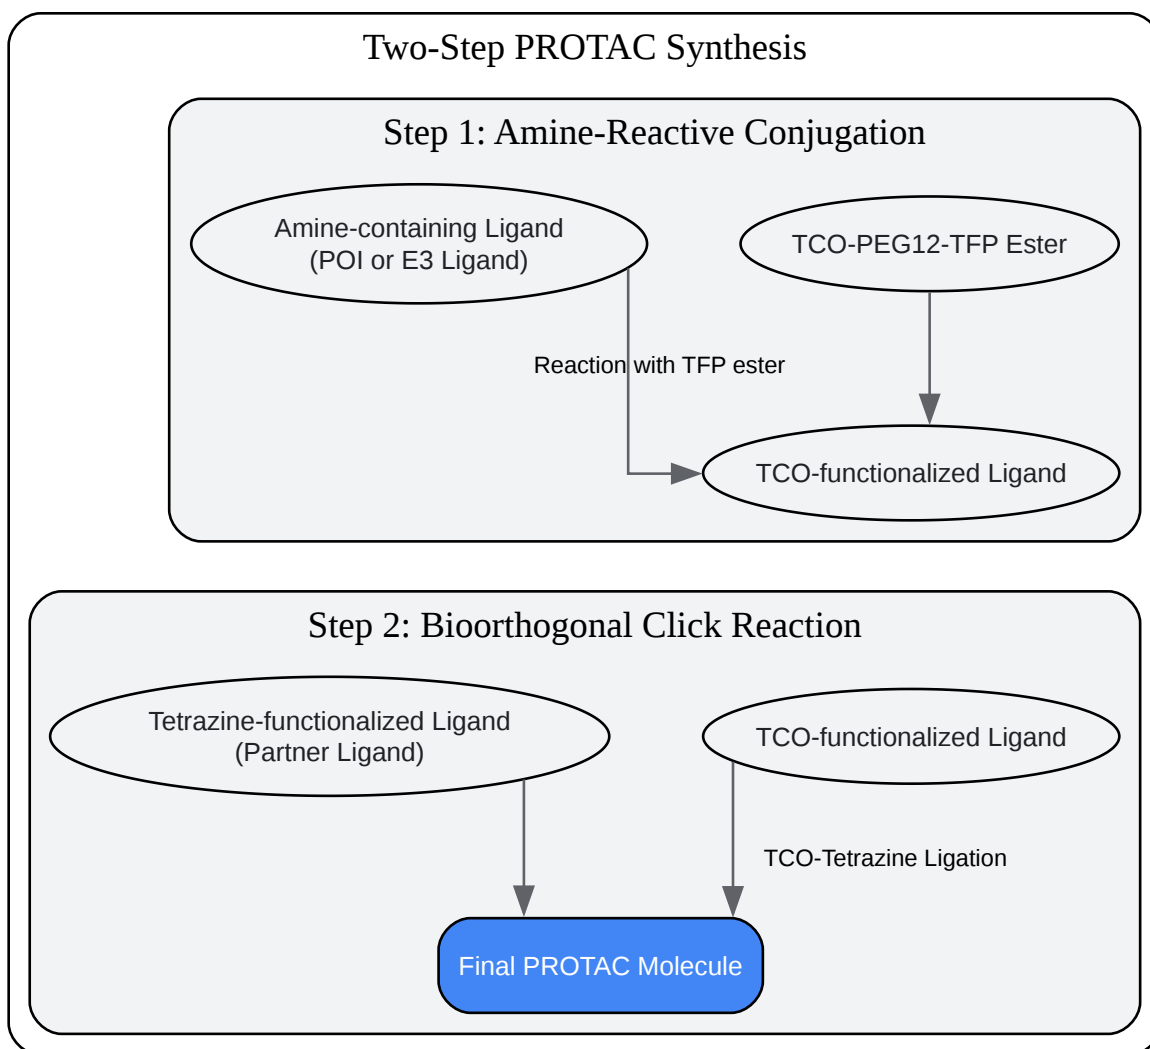 Two-Step PROTAC Synthesis
Step 1: Amine-Reactive Conjugation
Amine-containing Ligand
(POI or E3 Ligand)
TCO-PEG12-TFP Ester
Reaction with TFP ester
TCO-functionalized Ligand
Step 2: Bioorthogonal Click Reaction
Tetrazine-functionalized Ligand
(Partner Ligand)
TCO-functionalized Ligand
TCO-Tetrazine Ligation
Final PROTAC Molecule